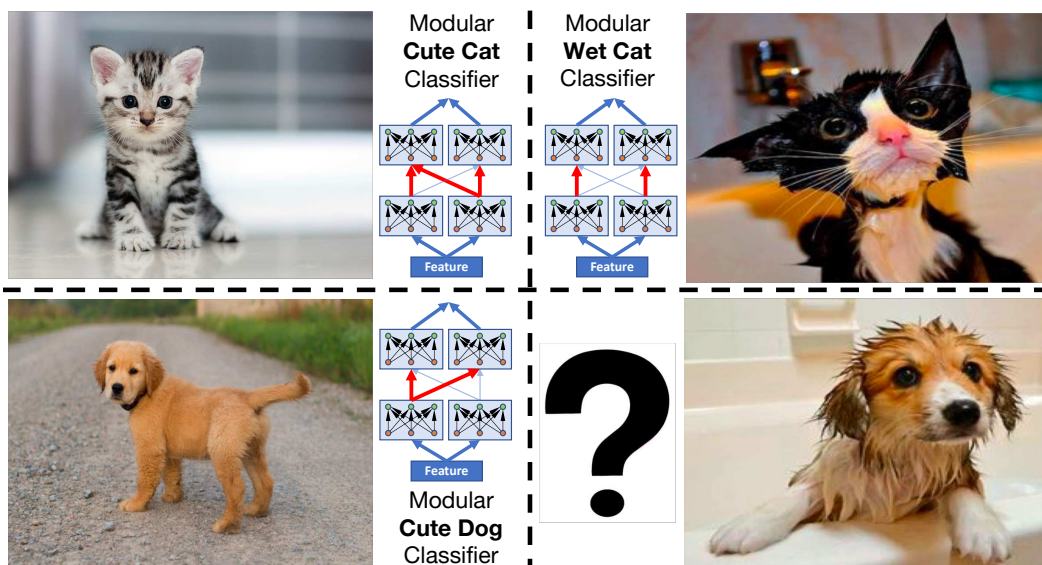 Modular
Cute Cat
Classifier
Feature
Modular
Wet Cat
Classifier
Feature
Feature
Modular
Cute Dog
Classifier
?